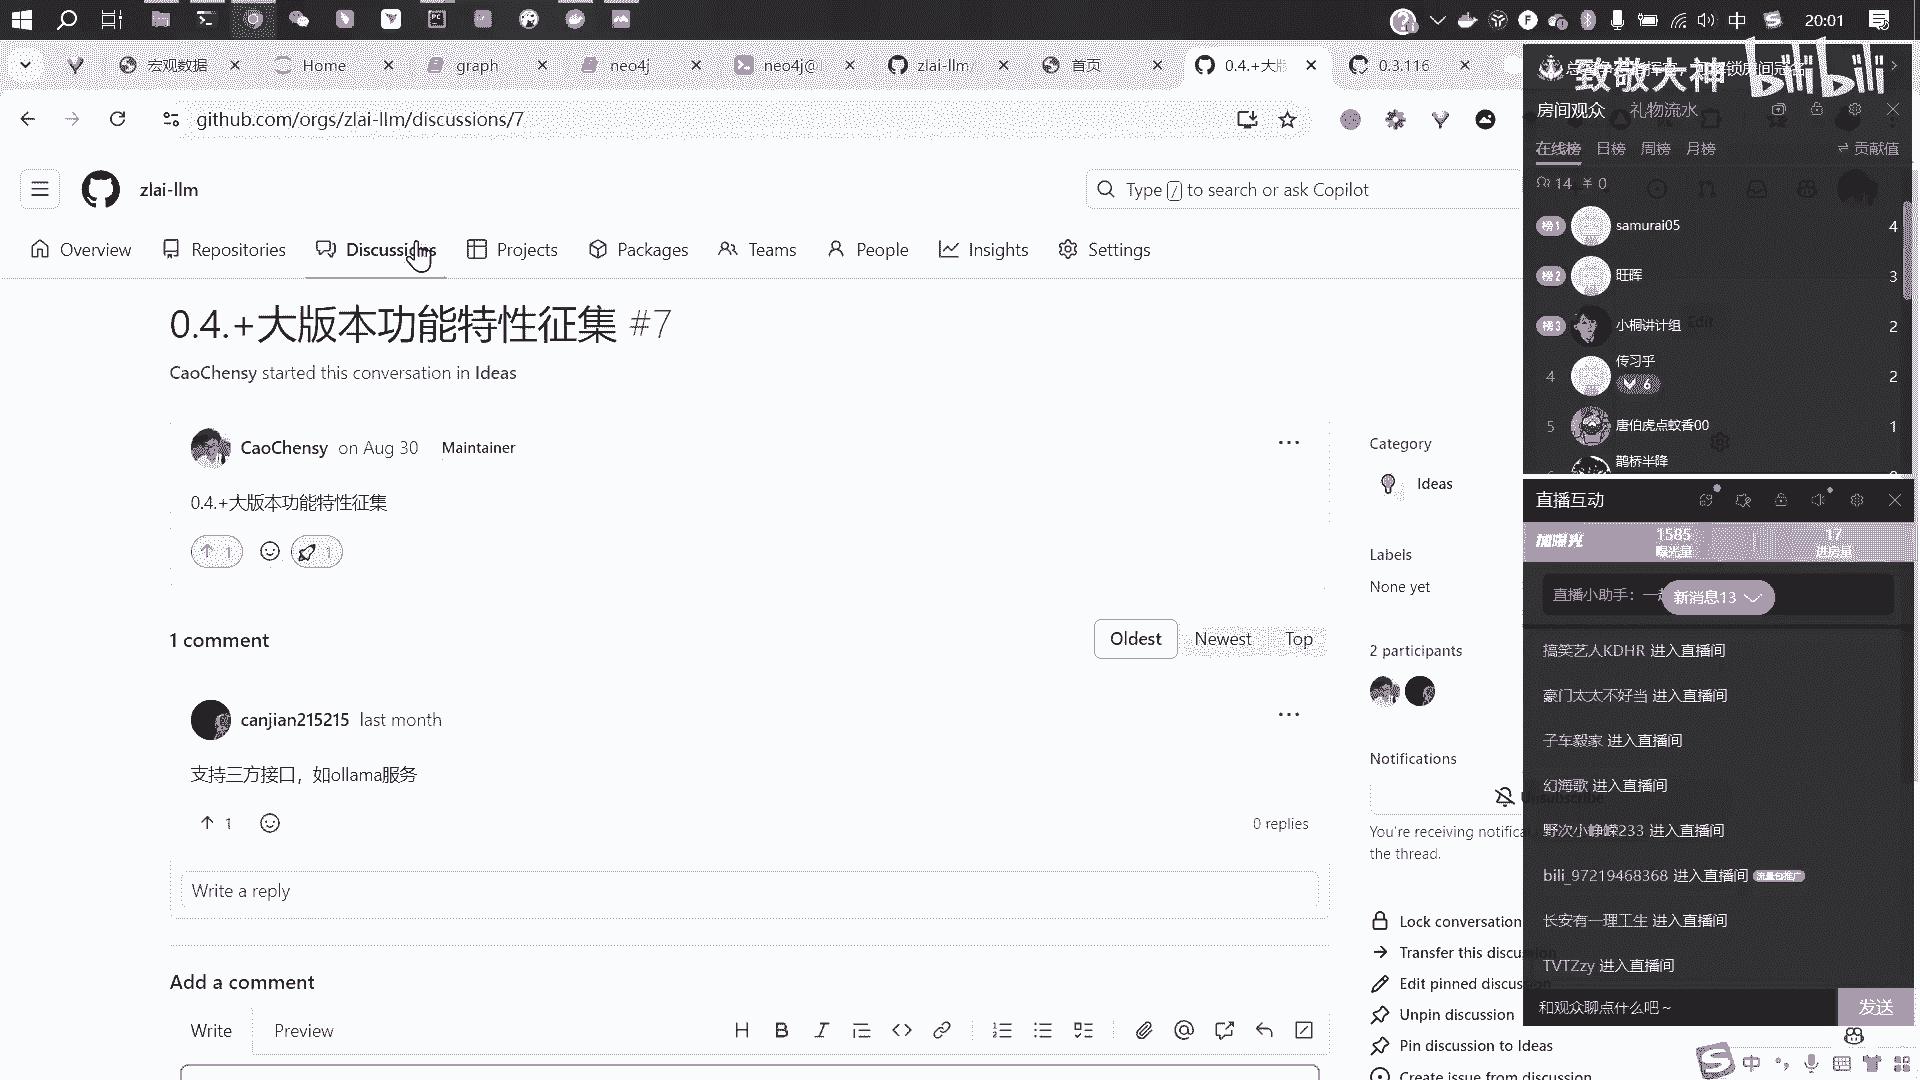 中
20:01
宏观数据
Home
graph
neo4j
neo4j@
zlai-llm
首页
0.4.+大版
0.3.116
github.com/orgs/zlai-llm/discussions/7
zlai-llm
Type / to search or ask Copilot
Overview
Repositories
Discussions
Projects
Packages
Teams
People
Insights
Settings
0.4.+大版本功能特性征集 #7
CaoChensy started this conversation in Ideas
CaoChensy on Aug 30 Maintainer
0.4.+大版本功能特性征集
1
1
1 comment
Oldest
Newest
Top
canjian215215 last month
支持三方接口，如ollama服务
1
0 replies
Write a reply
Add a comment
Write
Preview
Category
Ideas
Labels
None yet
2 participants
Notifications
Unsubscribe
You're receiving notifica
the thread.
Lock conversation
Transfer this discussion
Edit pinned discussion
Unpin discussion
Pin discussion to Ideas
Create issue from discussion
致敬大神
bilibili
房间观众
礼物流水
在线榜
日榜
周榜
月榜
贡献值
14 ¥ 0
榜1 samurai05 4
榜2 旺晖 3
榜3 小桐讲计组 2
Edit
4 传习乎 2
6
5 唐伯虎点蚊香00 1
鹊桥半降
直播互动
加曝光
1585
曝光量
17
进房量
直播小助手：一起
新消息13
搞笑艺人KDHR 进入直播间
豪门太太不好当 进入直播间
子车毅家 进入直播间
幻海歌 进入直播间
野次小峥嵘233 进入直播间
bili_97219468368 进入直播间 流量包推广
长安有一理工生 进入直播间
TVTZzy 进入直播间
和观众聊点什么吧~
发送
中